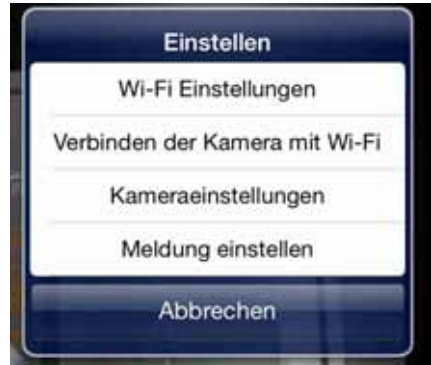 Einstellen
Wi-Fi Einstellungen
Verbinden der Kamera mit Wi-Fi
Kameraeinstellungen
Meldung einstellen
Abbrechen